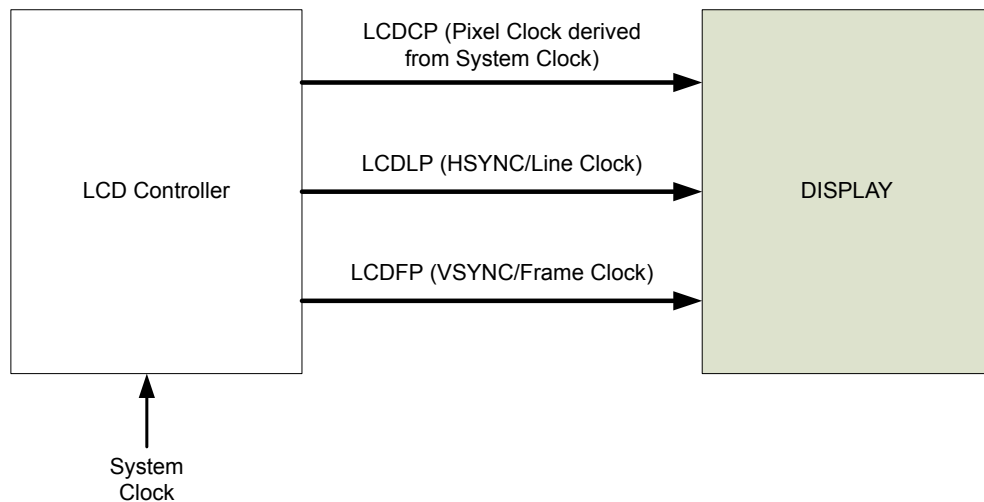 LCDCP (Pixel Clock derived
from System Clock)
LCDLP (HSYNC/Line Clock)
LCD Controller
DISPLAY
LCDFP (VSYNC/Frame Clock)
System
Clock